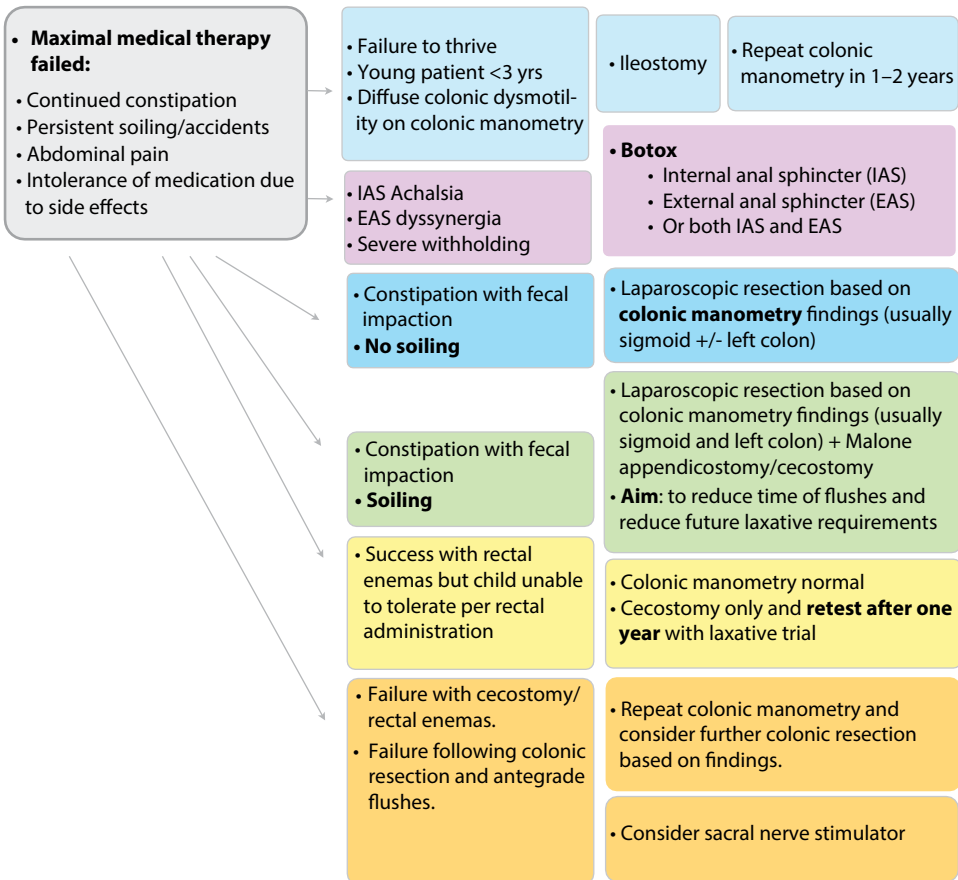 • Maximal medical therapy
failed:
• Continued constipation
• Persistent soiling/accidents
• Abdominal pain
• Intolerance of medication due
to side effects
• Failure to thrive
• Young patient <3 yrs
• Diffuse colonic dysmotil-
ity on colonic manometry
• Ileostomy
• Repeat colonic
manometry in 1–2 years
• IAS Achalsia
• EAS dyssynergia
• Severe withholding
• Botox
• Internal anal sphincter (IAS)
• External anal sphincter (EAS)
• Or both IAS and EAS
• Constipation with fecal
impaction
• No soiling
• Laparoscopic resection based on
colonic manometry findings (usually
sigmoid +/- left colon)
• Constipation with fecal
impaction
• Soiling
• Laparoscopic resection based on
colonic manometry findings (usually
sigmoid and left colon) + Malone
appendicostomy/cecostomy
• Aim: to reduce time of flushes and
reduce future laxative requirements
• Success with rectal
enemas but child unable
to tolerate per rectal
administration
• Colonic manometry normal
• Cecostomy only and retest after one
year with laxative trial
• Failure with cecostomy/
rectal enemas.
• Failure following colonic
resection and antegrade
flushes.
• Repeat colonic manometry and
consider further colonic resection
based on findings.
• Consider sacral nerve stimulator